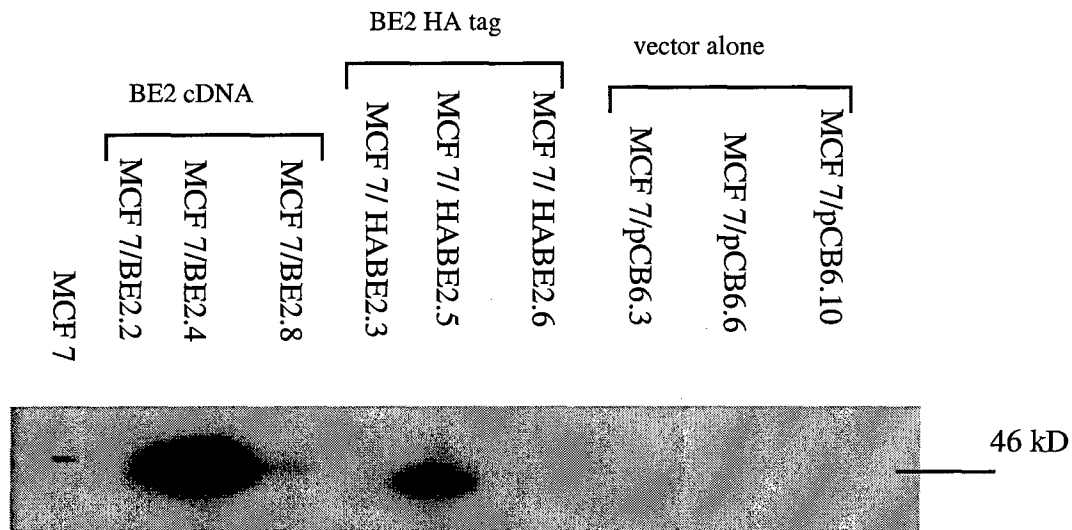 BE2 HA tag
vector alone
BE2 cDNA
MCF 7
MCF 7/BE2.2
MCF 7/BE2.4
MCF 7/BE2.8
MCF 7/ HABE2.3
MCF 7/ HABE2.5
MCF 7/ HABE2.6
MCF 7/pCB6.3
MCF 7/pCB6.6
MCF 7/pCB6.10
46 kD